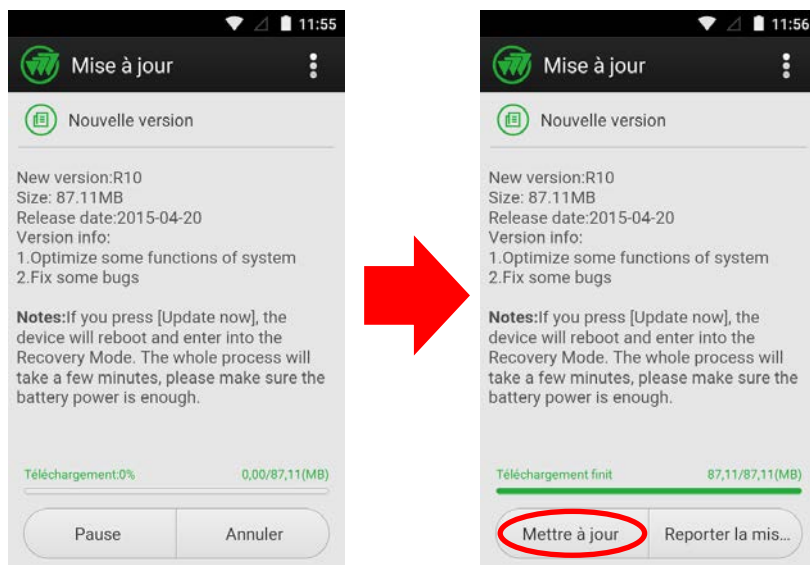 11:55
Mise à jour
Nouvelle version
New version:R10
Size: 87.11MB
Release date:2015-04-20
Version info:
1.Optimize some functions of system
2.Fix some bugs
Notes:If you press [Update now], the
device will reboot and enter into the
Recovery Mode. The whole process will
take a few minutes, please make sure the
battery power is enough.
Téléchargement:0% 0,00/87,11(MB)
Pause Annuler
11:56
Mise à jour
Nouvelle version
New version:R10
Size: 87.11MB
Release date:2015-04-20
Version info:
1.Optimize some functions of system
2.Fix some bugs
Notes:If you press [Update now], the
device will reboot and enter into the
Recovery Mode. The whole process will
take a few minutes, please make sure the
battery power is enough.
Téléchargement finit 87,11/87,11(MB)
Mettre à jour Reporter la mis...